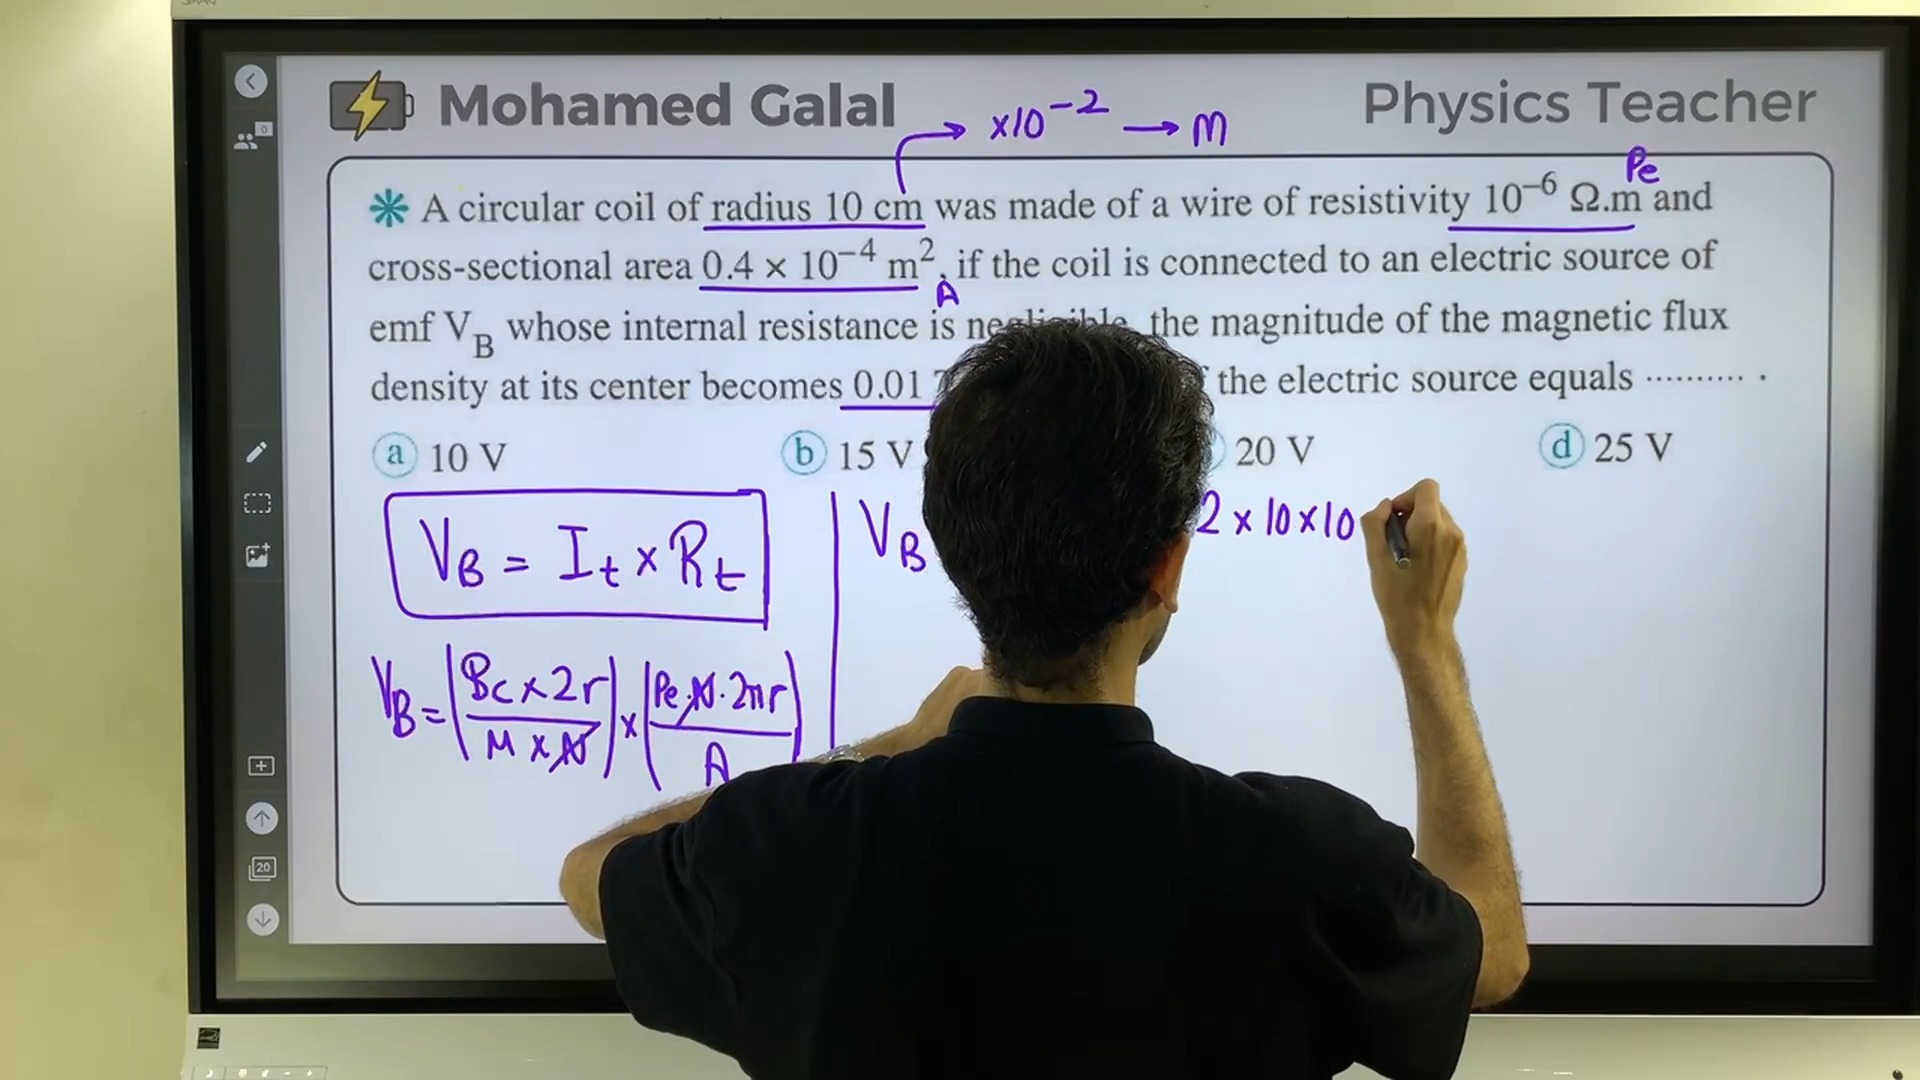 Mohamed Galal
Physics Teacher
×10⁻² → m
Pe
A circular coil of radius 10 cm was made of a wire of resistivity 10⁻⁶ Ω.m and
cross-sectional area 0.4 × 10⁻⁴ m², if the coil is connected to an electric source of
A
emf V_B whose internal resistance is negligible, the magnitude of the magnetic flux
density at its center becomes 0.01 the electric source equals .......... .
a 10 V
b 15 V
20 V
d 25 V
V_B = I_t × R_t
V_B
2 × 10 × 10
V_B = (Bc × 2r / M × N) × (Pe · N · 2πr / A
0
20